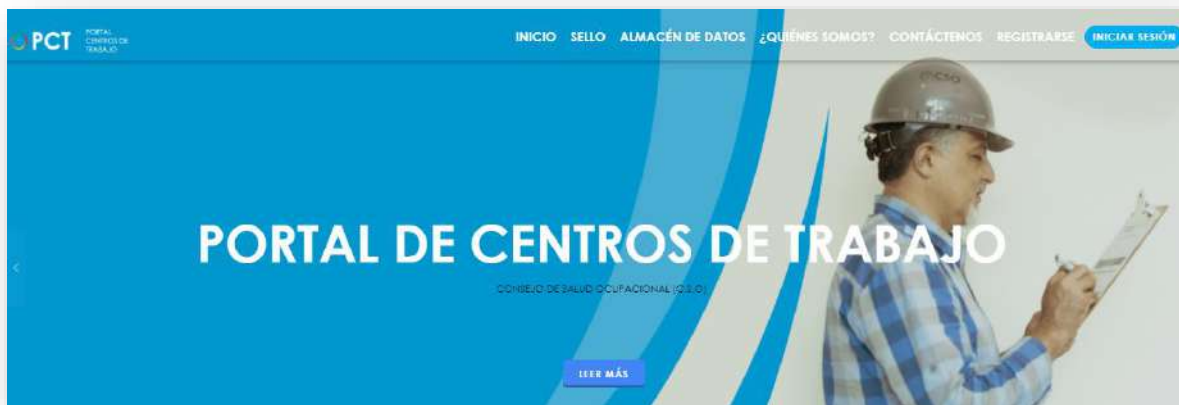 PCT
PORTAL
CENTROS DE
TRABAJO
INICIO SELLO ALMACÉN DE DATOS ¿QUIÉNES SOMOS? CONTÁCTENOS REGISTRARSE INICIAR SESIÓN
CSO
PORTAL DE CENTROS DE TRABAJO
CONSEJO DE SALUD OCUPACIONAL (C.S.O)
LEER MÁS